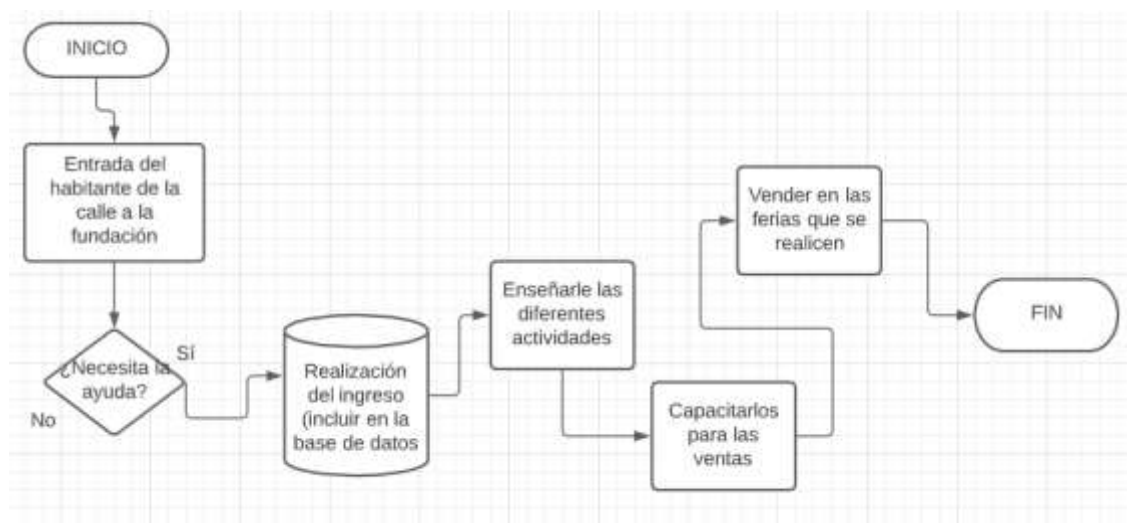 INICIO
Entrada del
habitante de la
calle a la
fundación
¿Necesita la
ayuda?
Sí
No
Realización
del ingreso
(incluir en la
base de datos
Enseñarle las
diferentes
actividades
Capacitarlos
para las
ventas
Vender en las
ferias que se
realicen
FIN